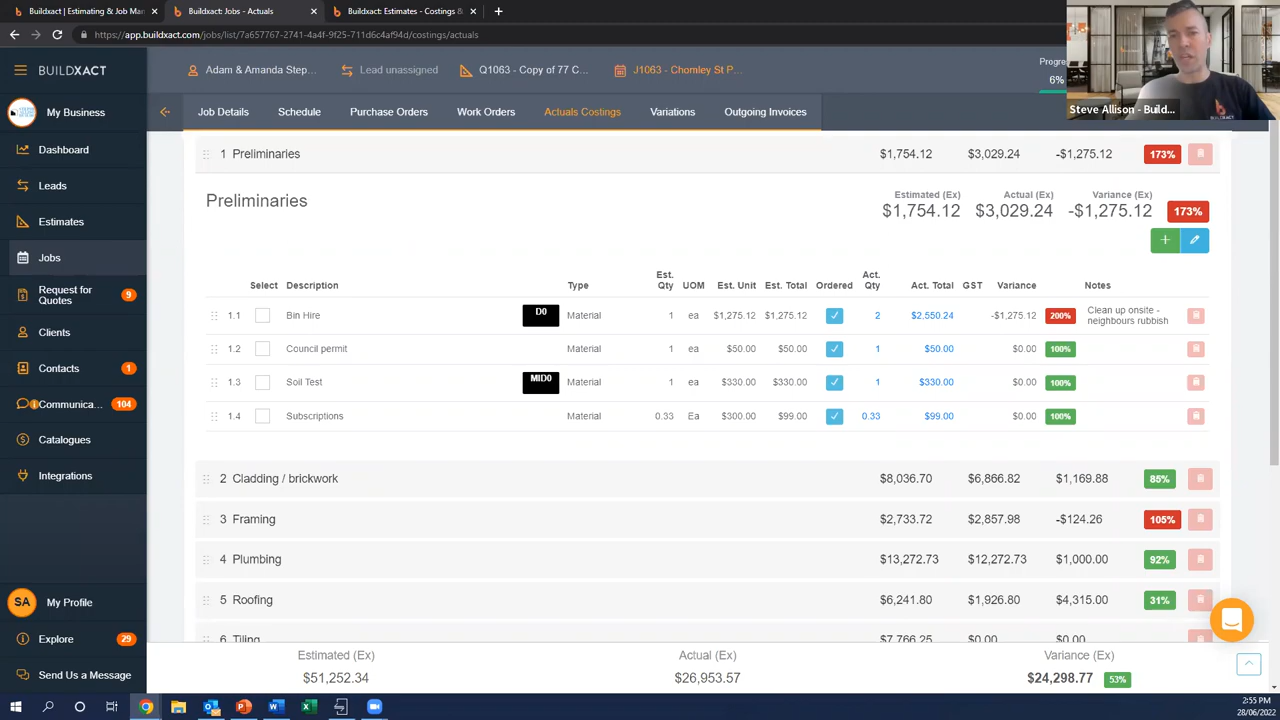 Buildxact | Estimating & Job Man
Buildxact Jobs - Actuals
Buildxact Estimates - Costings &
https://app.buildxact.com/jobs/list/7a657767-2741-4a4f-9f25-711d6a9bf94d/costings/actuals
BUILDXACT
Adam & Amanda Step...
Lead unassigned
Q1063 - Copy of 77 C...
J1063 - Chomley St P...
Progre
6%
Steve Allison - Build...
My Business
Job Details
Schedule
Purchase Orders
Work Orders
Actuals Costings
Variations
Outgoing Invoices
Dashboard
Leads
Estimates
Jobs
Request for Quotes
9
Clients
Contacts
1
Communica...
104
Catalogues
Integrations
SA
My Profile
Explore
29
Send Us a Message
1 Preliminaries $1,754.12 $3,029.24 -$1,275.12 173%
Preliminaries
Estimated (Ex) Actual (Ex) Variance (Ex)
$1,754.12 $3,029.24 -$1,275.12 173%
Select Description Type Est. Qty UOM Est. Unit Est. Total Ordered Act. Qty Act. Total GST Variance Notes
1.1 Bin Hire D0 Material 1 ea $1,275.12 $1,275.12 2 $2,550.24 -$1,275.12 200% Clean up onsite - neighbours rubbish
1.2 Council permit Material 1 ea $50.00 $50.00 1 $50.00 $0.00 100%
1.3 Soil Test MID0 Material 1 ea $330.00 $330.00 1 $330.00 $0.00 100%
1.4 Subscriptions Material 0.33 Ea $300.00 $99.00 0.33 $99.00 $0.00 100%
2 Cladding / brickwork $8,036.70 $6,866.82 $1,169.88 85%
3 Framing $2,733.72 $2,857.98 -$124.26 105%
4 Plumbing $13,272.73 $12,272.73 $1,000.00 92%
5 Roofing $6,241.80 $1,926.80 $4,315.00 31%
6 Tiling $7,766.25 $0.00 $0.00
Estimated (Ex) Actual (Ex) Variance (Ex)
$51,252.34 $26,953.57 $24,298.77 53%
2:55 PM
28/06/2022